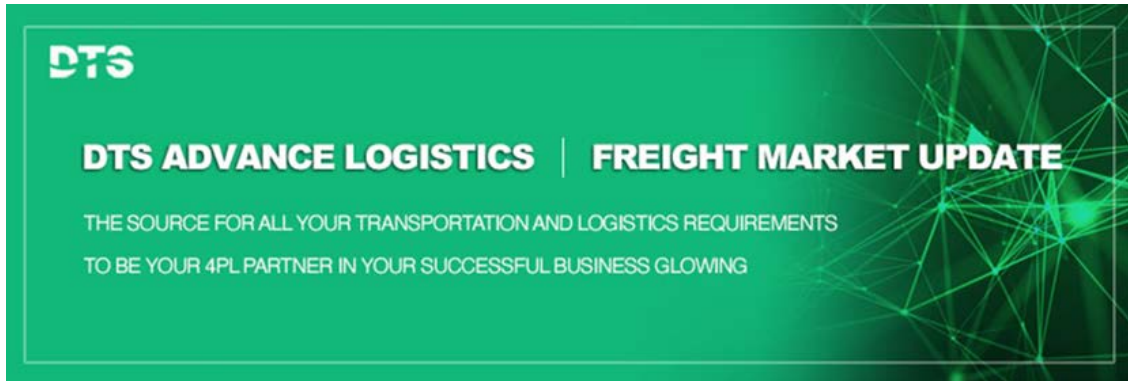 DTS
DTS ADVANCE LOGISTICS | FREIGHT MARKET UPDATE
THE SOURCE FOR ALL YOUR TRANSPORTATION AND LOGISTICS REQUIREMENTS
TO BE YOUR 4PL PARTNER IN YOUR SUCCESSFUL BUSINESS GLOWING